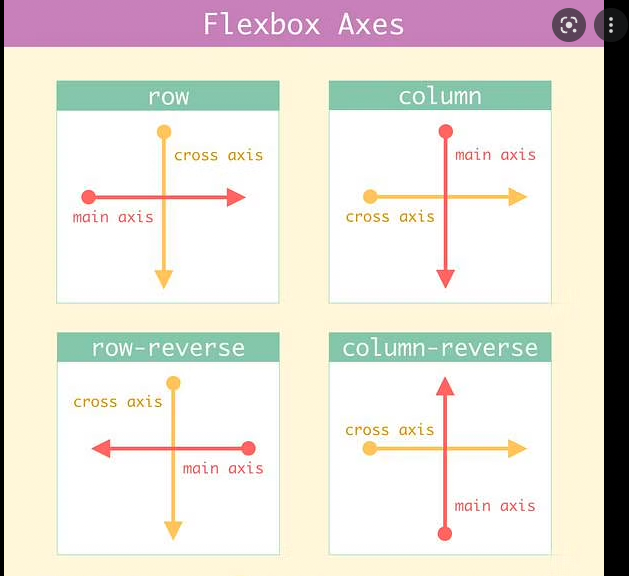 Flexbox Axes
row
cross axis
main axis
column
main axis
cross axis
row-reverse
cross axis
main axis
column-reverse
cross axis
main axis